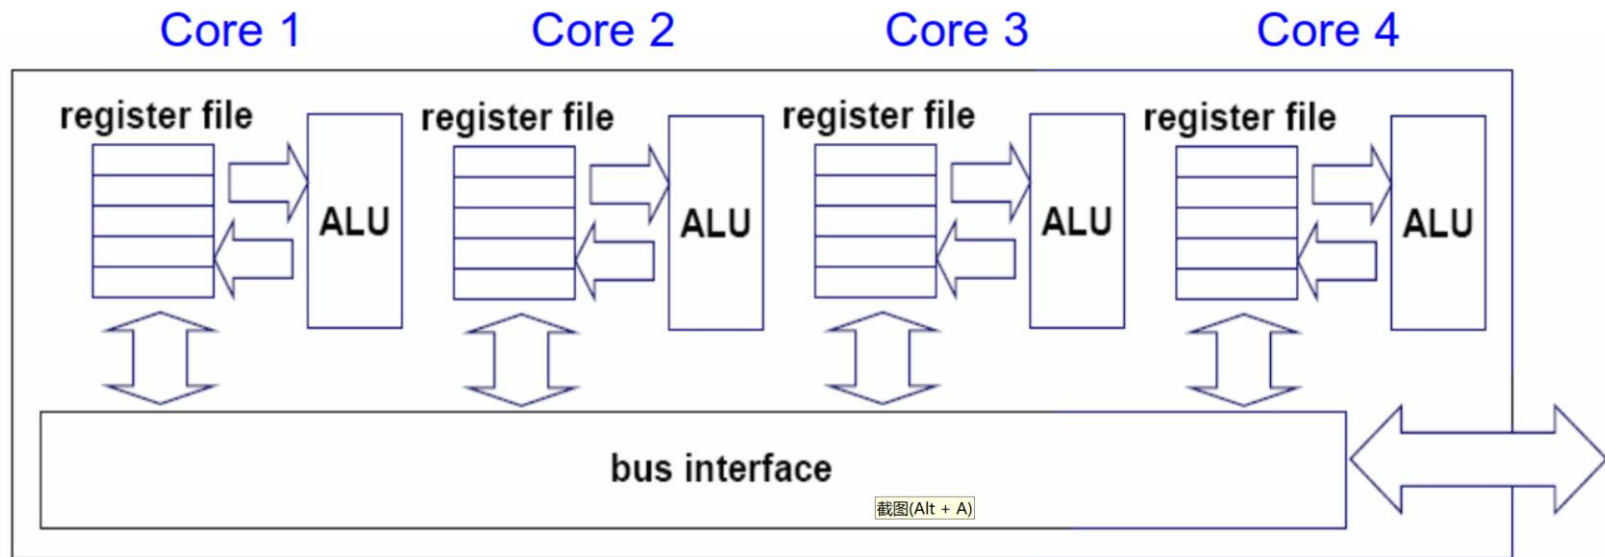 Core 1 Core 2 Core 3 Core 4
register file register file register file register file
ALU ALU ALU ALU
bus interface
截图(Alt + A)